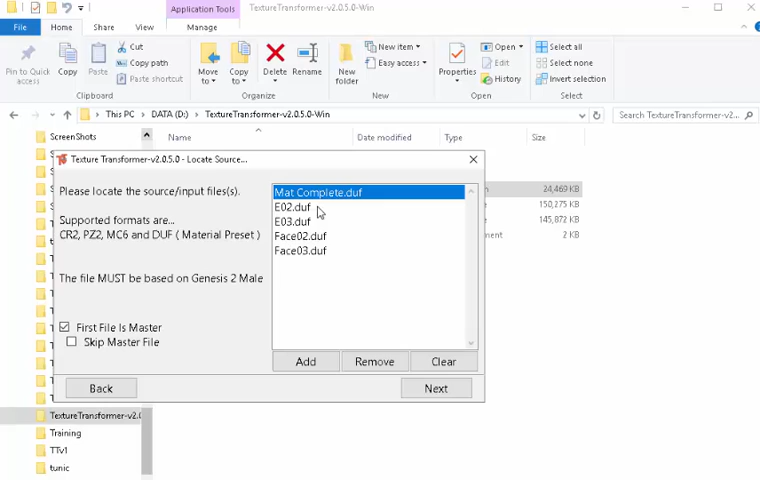 Application Tools
TextureTransformer-v2.0.5.0-Win
File
Home
Share
View
Manage
Pin to Quick access
Copy
Paste
Cut
Copy path
Paste shortcut
Clipboard
Move to
Copy to
Delete
Rename
Organize
New folder
New item
Easy access
New
Properties
Open
Edit
History
Open
Select all
Select none
Invert selection
Select
This PC > DATA (D:) > TextureTransformer-v2.0.5.0-Win
Search TextureTransformer-v2...
ScreenShots
Name
Date modified
Type
Size
Texture Transformer-v2.0.5.0 - Locate Source...
Please locate the source/input files(s).
Supported formats are...
CR2, PZ2, MC6 and DUF ( Material Preset )
The file MUST be based on Genesis 2 Male
First File Is Master
Skip Master File
Mat Complete.duf
E02.duf
E03.duf
Face02.duf
Face03.duf
Add
Remove
Clear
Back
Next
24,469 KB
150,275 KB
145,872 KB
2 KB
TextureTransformer-v2.0
Training
TTv1
tunic